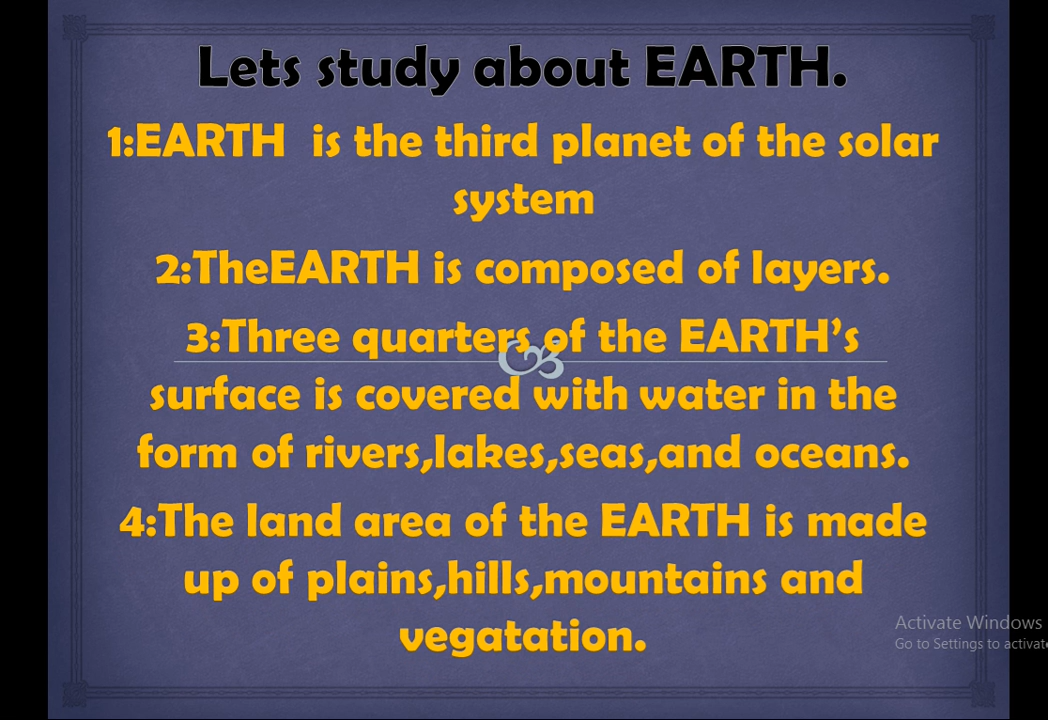 Lets study about EARTH.
1:EARTH  is the third planet of the solar
system
2:TheEARTH is composed of layers.
3:Three quarters of the EARTH’s
surface is covered with water in the
form of rivers,lakes,seas,and oceans.
4:The land area of the EARTH is made
up of plains,hills,mountains and
vegatation.
Activate Windows
Go to Settings to activate